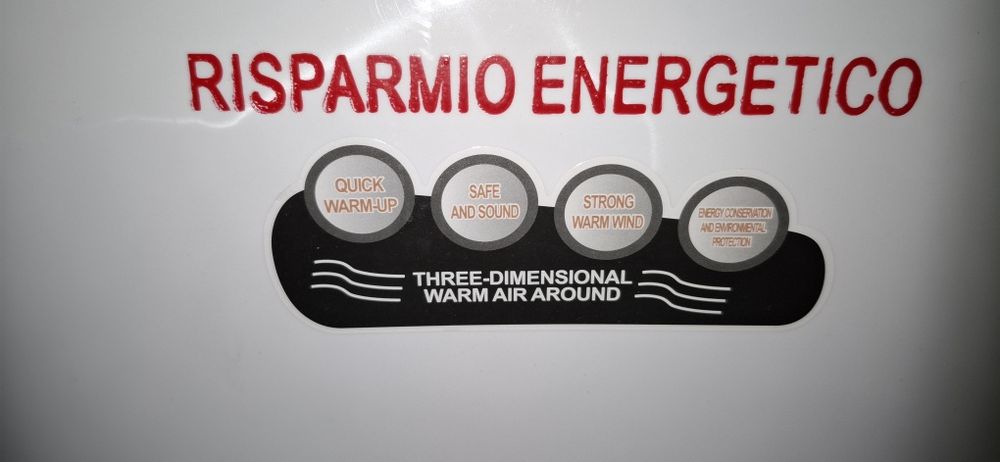 RISPARMIO ENERGETICO
QUICK
WARM-UP
SAFE
AND SOUND
STRONG
WARM WIND
ENERGY CONSERVATION
AND ENVIRONMENTAL
PROTECTION
THREE-DIMENSIONAL
WARM AIR AROUND